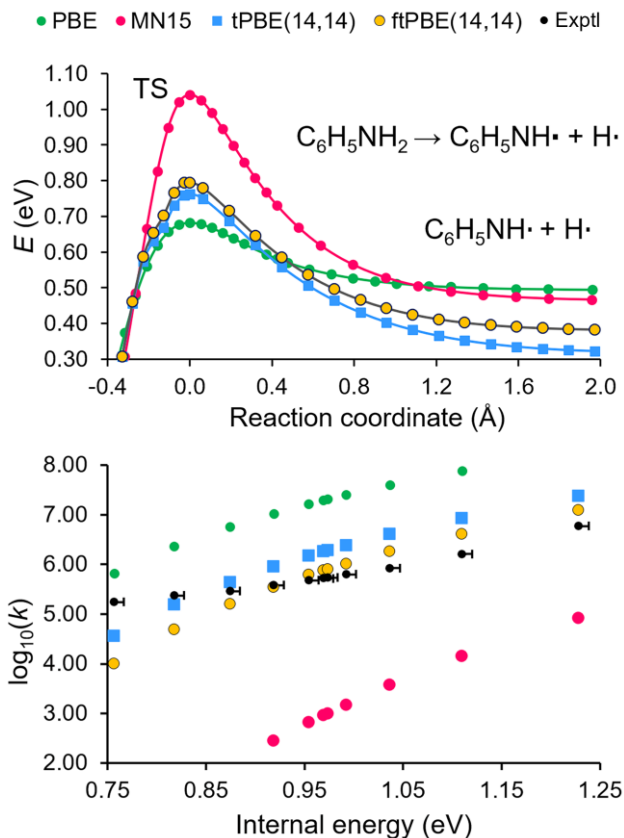 PBE MN15 tPBE(14,14) ftPBE(14,14) Exptl
1.10
1.00
0.90
0.80
0.70
0.60
0.50
0.40
0.30
E (eV)
TS
C₆H₅NH₂ → C₆H₅NH· + H·
C₆H₅NH· + H·
-0.4 0.0 0.4 0.8 1.2 1.6 2.0
Reaction coordinate (Å)
8.00
7.00
6.00
5.00
4.00
3.00
2.00
log₁₀(k)
0.75 0.85 0.95 1.05 1.15 1.25
Internal energy (eV)